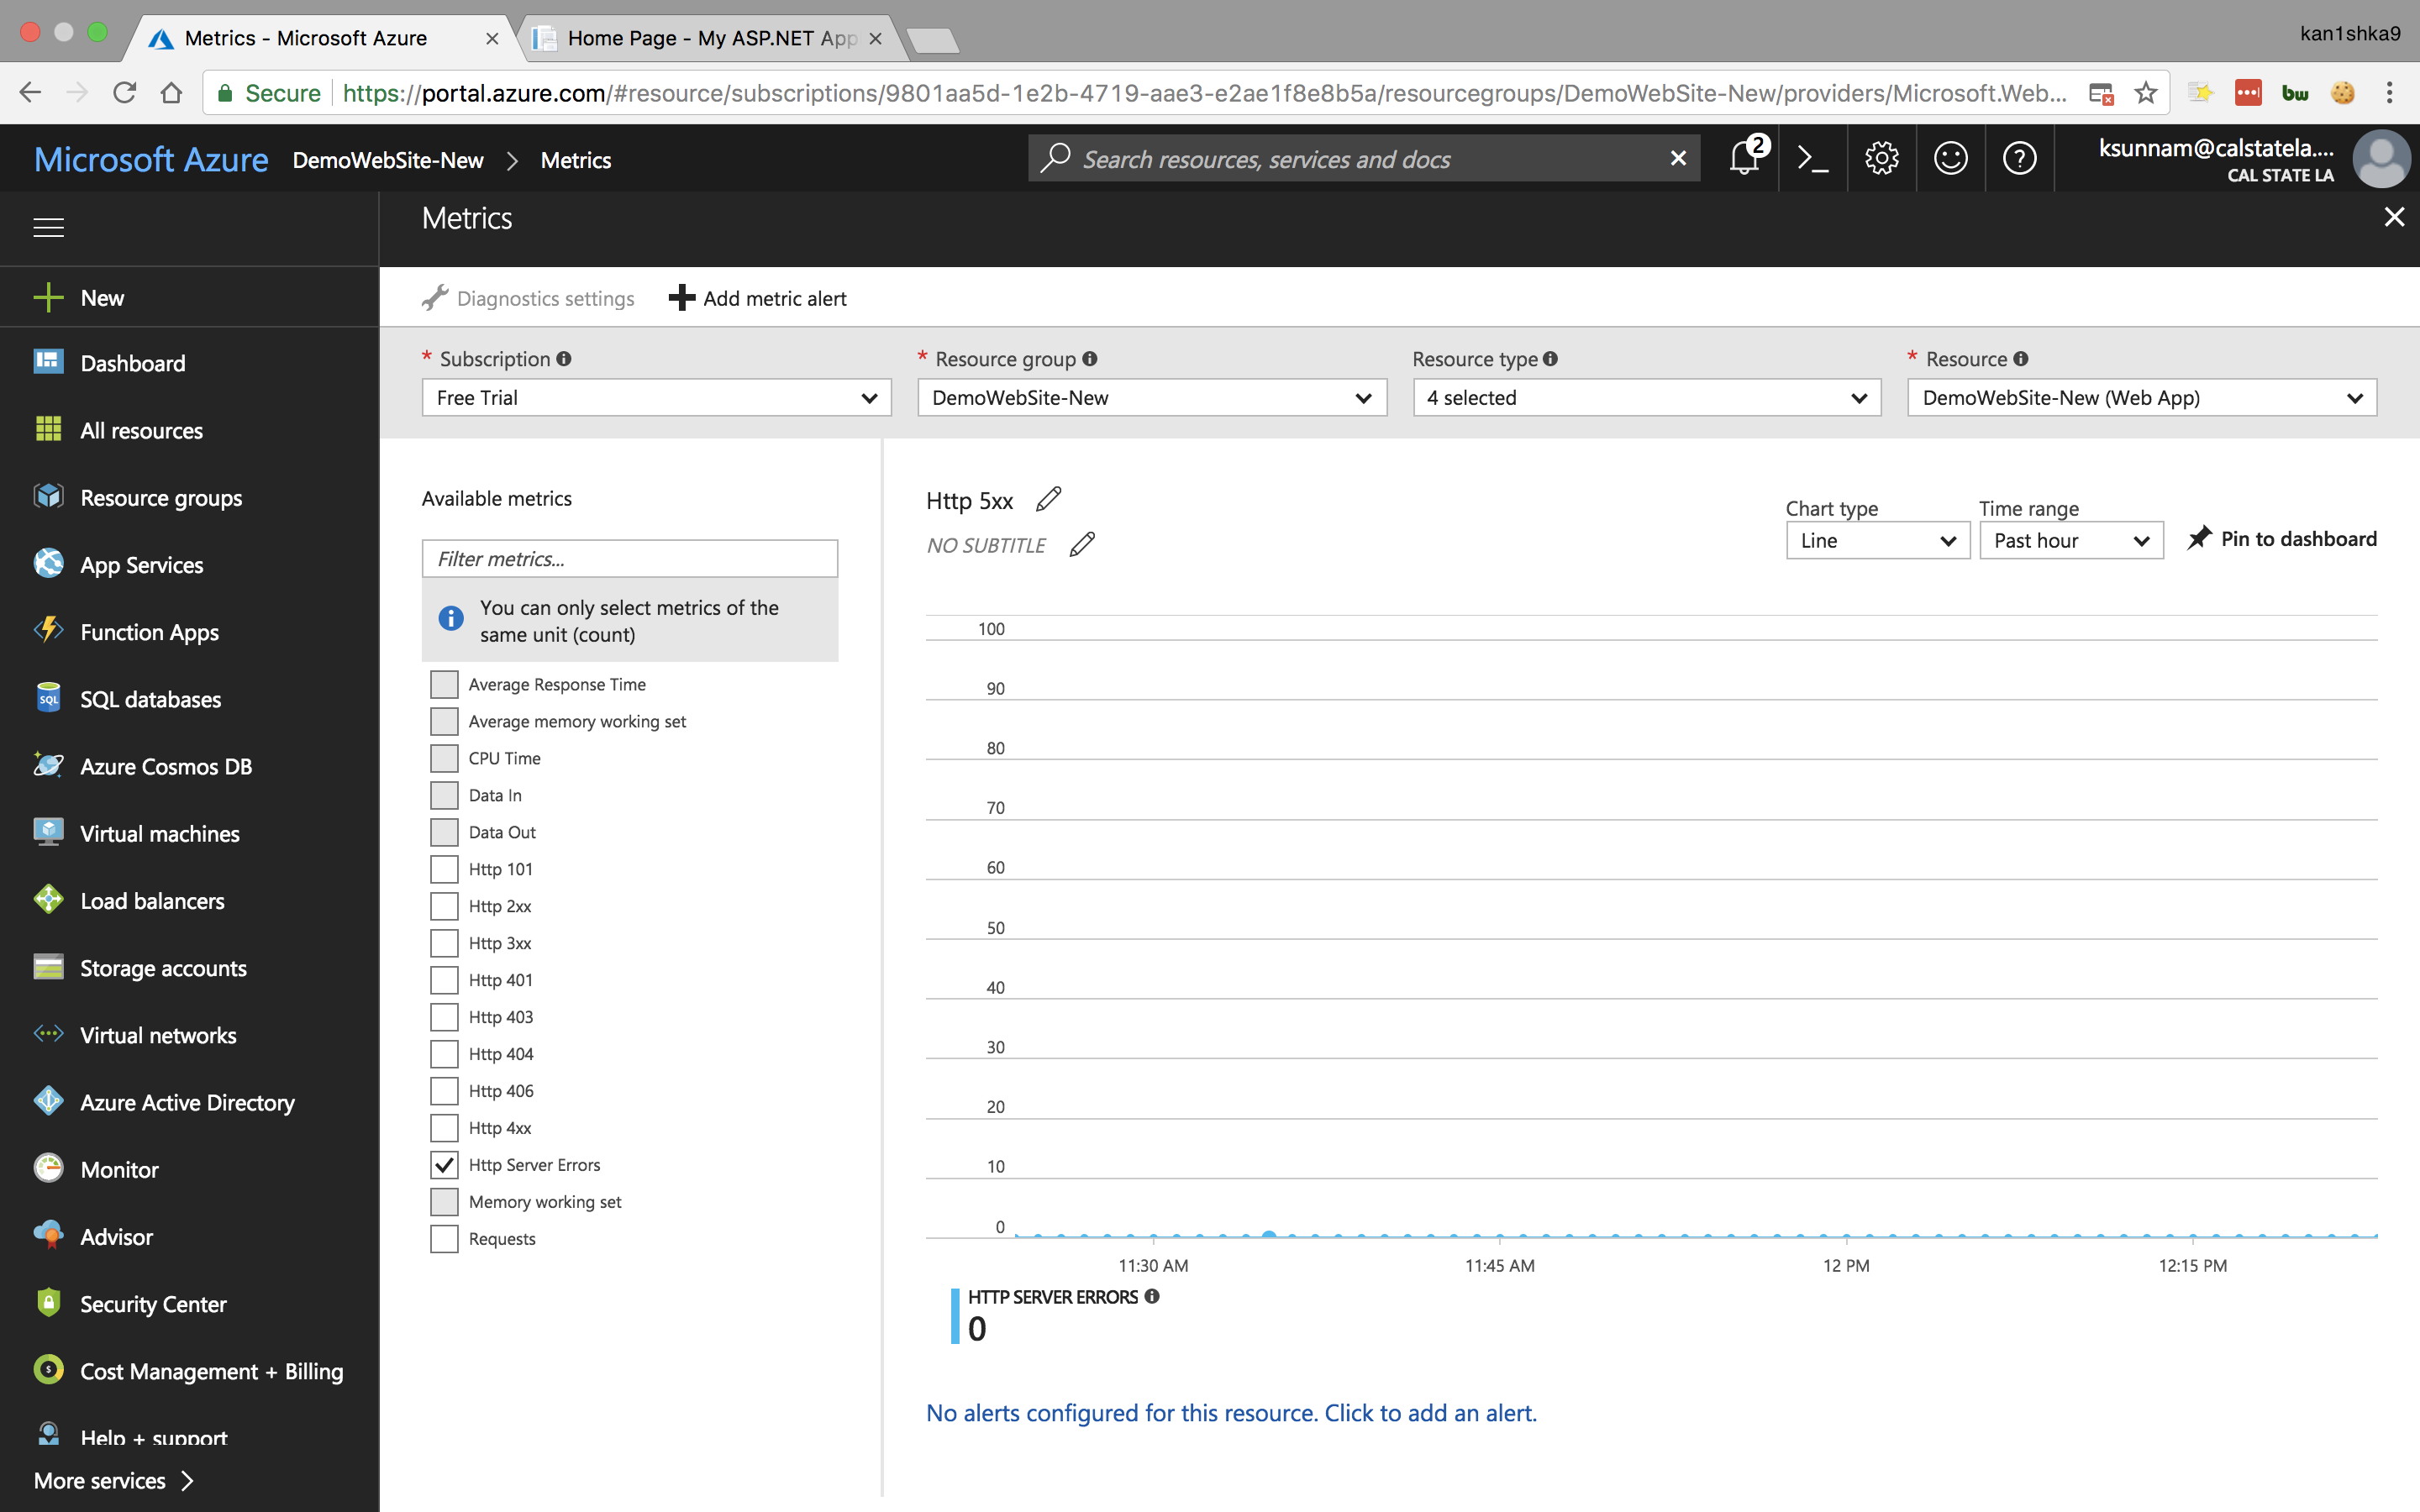 Metrics - Microsoft Azure
Home Page - My ASP.NET App
kan1shka9
Secure
https://portal.azure.com/#resource/subscriptions/9801aa5d-1e2b-4719-aae3-e2ae1f8e8b5a/resourcegroups/DemoWebSite-New/providers/Microsoft.Web...
bw
Microsoft Azure
DemoWebSite-New
Metrics
Search resources, services and docs
2
ksunnam@calstatela....
CAL STATE LA
Metrics
New
Dashboard
All resources
Resource groups
App Services
Function Apps
SQL
SQL databases
Azure Cosmos DB
Virtual machines
Load balancers
Storage accounts
Virtual networks
Azure Active Directory
Monitor
Advisor
Security Center
Cost Management + Billing
Help + support
More services
Diagnostics settings
Add metric alert
* Subscription
Free Trial
* Resource group
DemoWebSite-New
Resource type
4 selected
* Resource
DemoWebSite-New (Web App)
Available metrics
Filter metrics...
You can only select metrics of the
same unit (count)
Average Response Time
Average memory working set
CPU Time
Data In
Data Out
Http 101
Http 2xx
Http 3xx
Http 401
Http 403
Http 404
Http 406
Http 4xx
Http Server Errors
Memory working set
Requests
Http 5xx
NO SUBTITLE
Chart type
Line
Time range
Past hour
Pin to dashboard
100
90
80
70
60
50
40
30
20
10
0
11:30 AM
11:45 AM
12 PM
12:15 PM
HTTP SERVER ERRORS
0
No alerts configured for this resource. Click to add an alert.